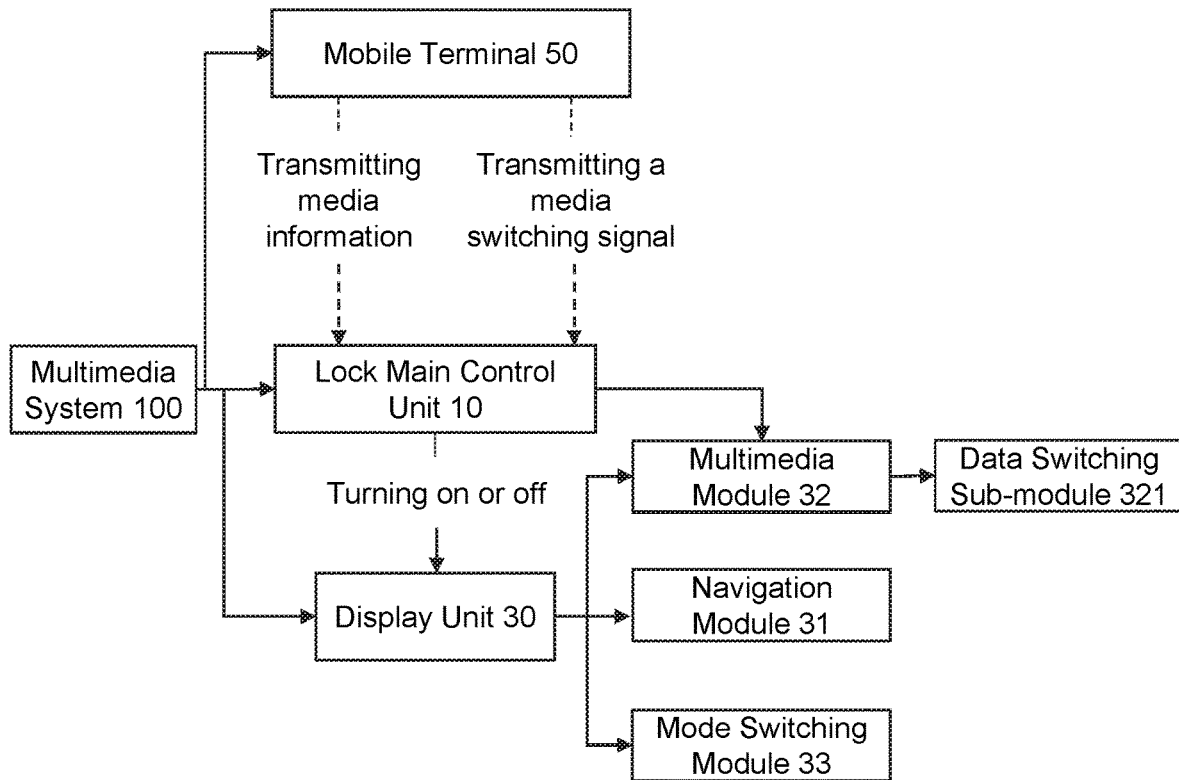 Mobile Terminal 50
Transmitting
media
information
Transmitting a
media
switching signal
Multimedia
System 100
Lock Main Control
Unit 10
Turning on or off
Multimedia
Module 32
Data Switching
Sub-module 321
Display Unit 30
Navigation
Module 31
Mode Switching
Module 33